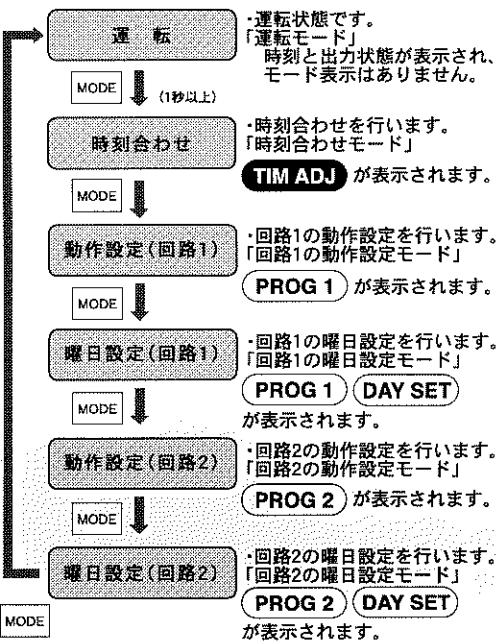 運 転
・運転状態です。
「運転モード」
時刻と出力状態が表示され、
モード表示はありません。
MODE
(1秒以上)
時刻合わせ
・時刻合わせを行います。
「時刻合わせモード」
TIM ADJ が表示されます。
MODE
動作設定(回路1)
・回路1の動作設定を行います。
「回路1の動作設定モード」
PROG 1 が表示されます。
MODE
曜日設定(回路1)
・回路1の曜日設定を行います。
「回路1の曜日設定モード」
PROG 1 DAY SET
が表示されます。
MODE
動作設定(回路2)
・回路2の動作設定を行います。
「回路2の動作設定モード」
PROG 2 が表示されます。
MODE
曜日設定(回路2)
・回路2の曜日設定を行います。
「回路2の曜日設定モード」
PROG 2 DAY SET
が表示されます。
MODE